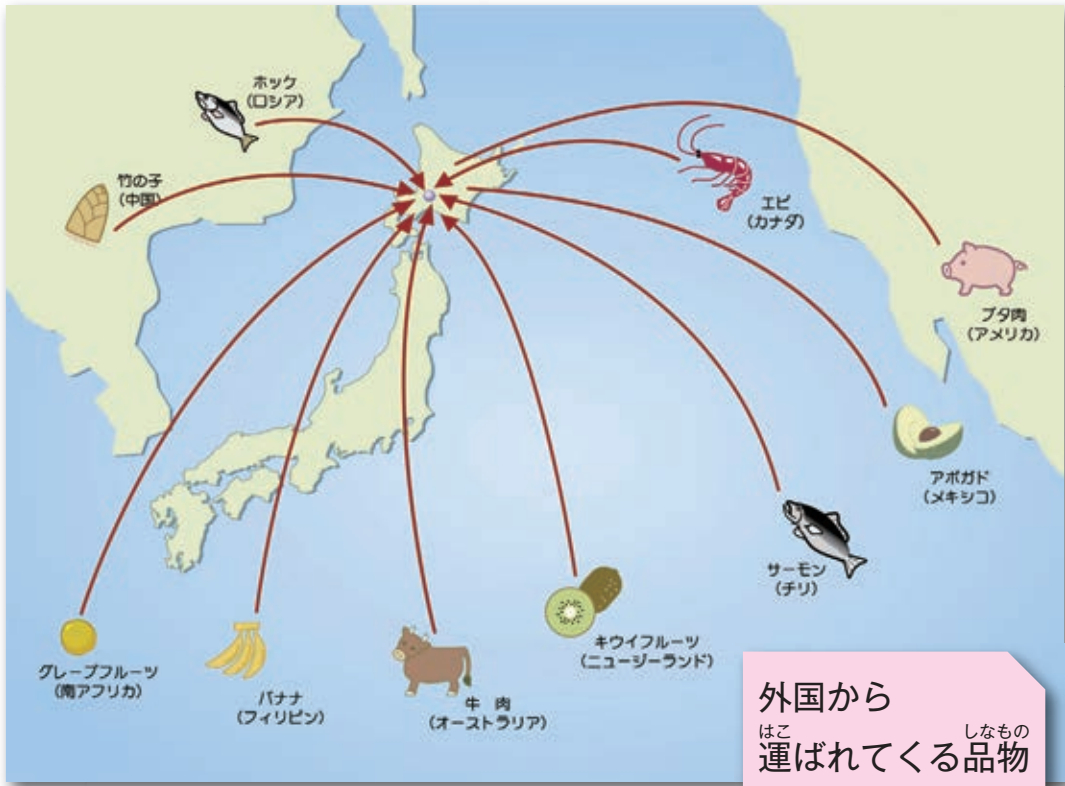 ホッケ
(ロシア)
竹の子
(中国)
エビ
(カナダ)
ブタ肉
(アメリカ)
アボガド
(メキシコ)
サーモン
(チリ)
キウイフルーツ
(ニュージーランド)
牛 肉
(オーストラリア)
バナナ
(フィリピン)
グレープフルーツ
(南アフリカ)
外国から
はこ しなもの
運ばれてくる品物